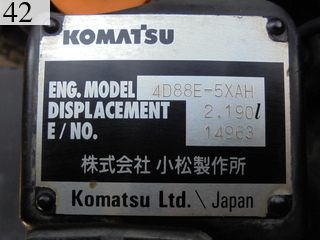 42
KOMATSU
ENG. MODEL 4D88E-5XAH
DISPLACEMENT 2.190 l
E / NO. 14963
株式会社 小松製作所
Komatsu Ltd. \ Japan